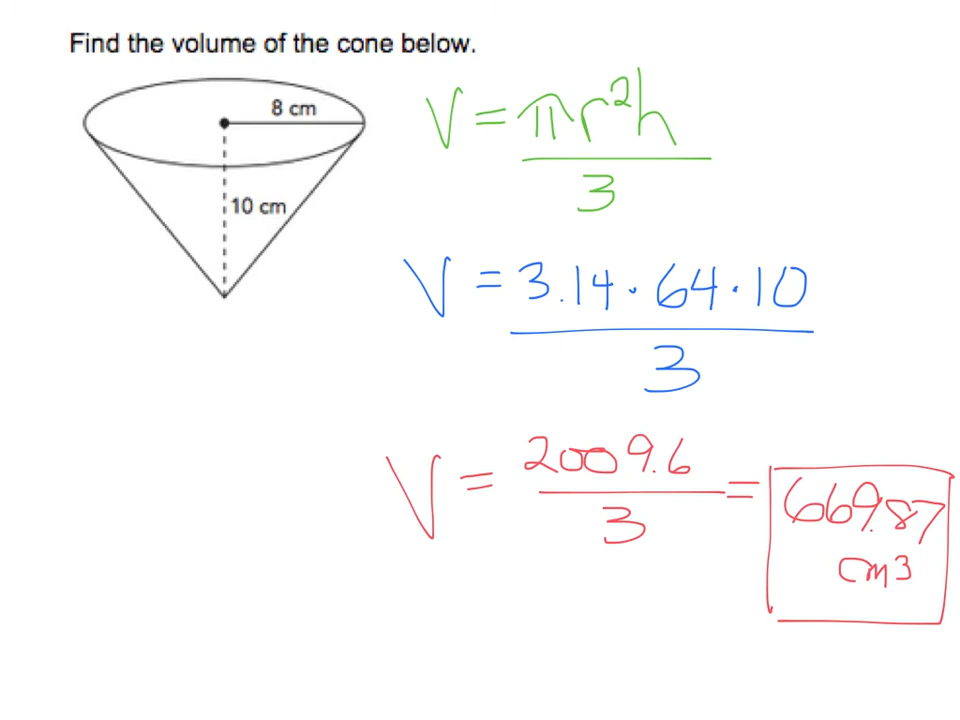 Find the volume of the cone below.
8 cm
10 cm
V = πr²h
3
V = 3.14 · 64 · 10
3
V = 2009.6 = 669.87
3
cm3